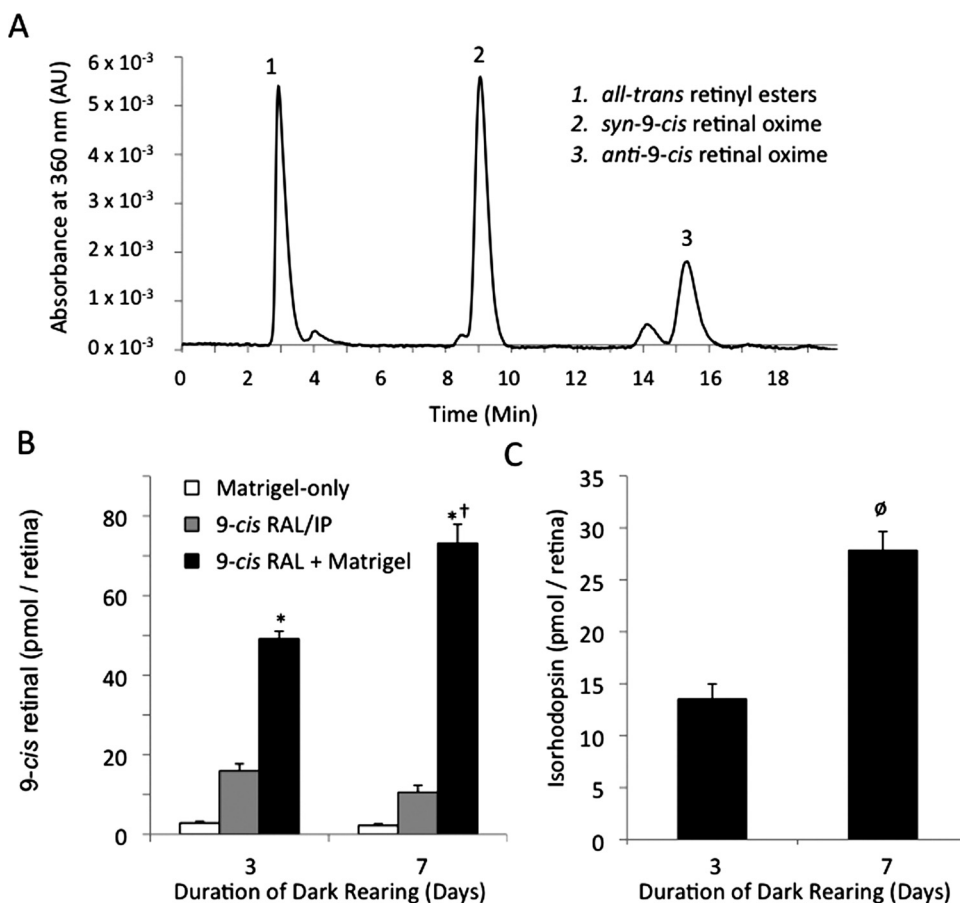 A
Absorbance at 360 nm (AU)
6 x 10-3
5 x 10-3
4 x 10-3
3 x 10-3
2 x 10-3
1 x 10-3
0 x 10-3
1
2
3
1. all-trans retinyl esters
2. syn-9-cis retinal oxime
3. anti-9-cis retinal oxime
0 2 4 6 8 10 12 14 16 18
Time (Min)
B
9-cis retinal (pmol / retina)
80
60
40
20
0
Matrigel-only
9-cis RAL/IP
9-cis RAL + Matrigel
*
*†
3 7
Duration of Dark Rearing (Days)
C
Isorhodopsin (pmol / retina)
35
30
25
20
15
10
5
0
ø
3 7
Duration of Dark Rearing (Days)